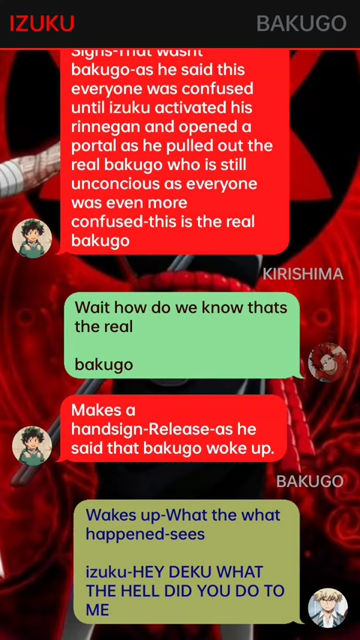 IZUKU BAKUGO
Signs-That wasnt
bakugo-as he said this
everyone was confused
until izuku activated his
rinnegan and opened a
portal as he pulled out the
real bakugo who is still
unconcious as everyone
was even more
confused-this is the real
bakugo
KIRISHIMA
Wait how do we know thats
the real
bakugo
Makes a
handsign-Release-as he
said that bakugo woke up.
BAKUGO
Wakes up-What the what
happened-sees
izuku-HEY DEKU WHAT
THE HELL DID YOU DO TO
ME